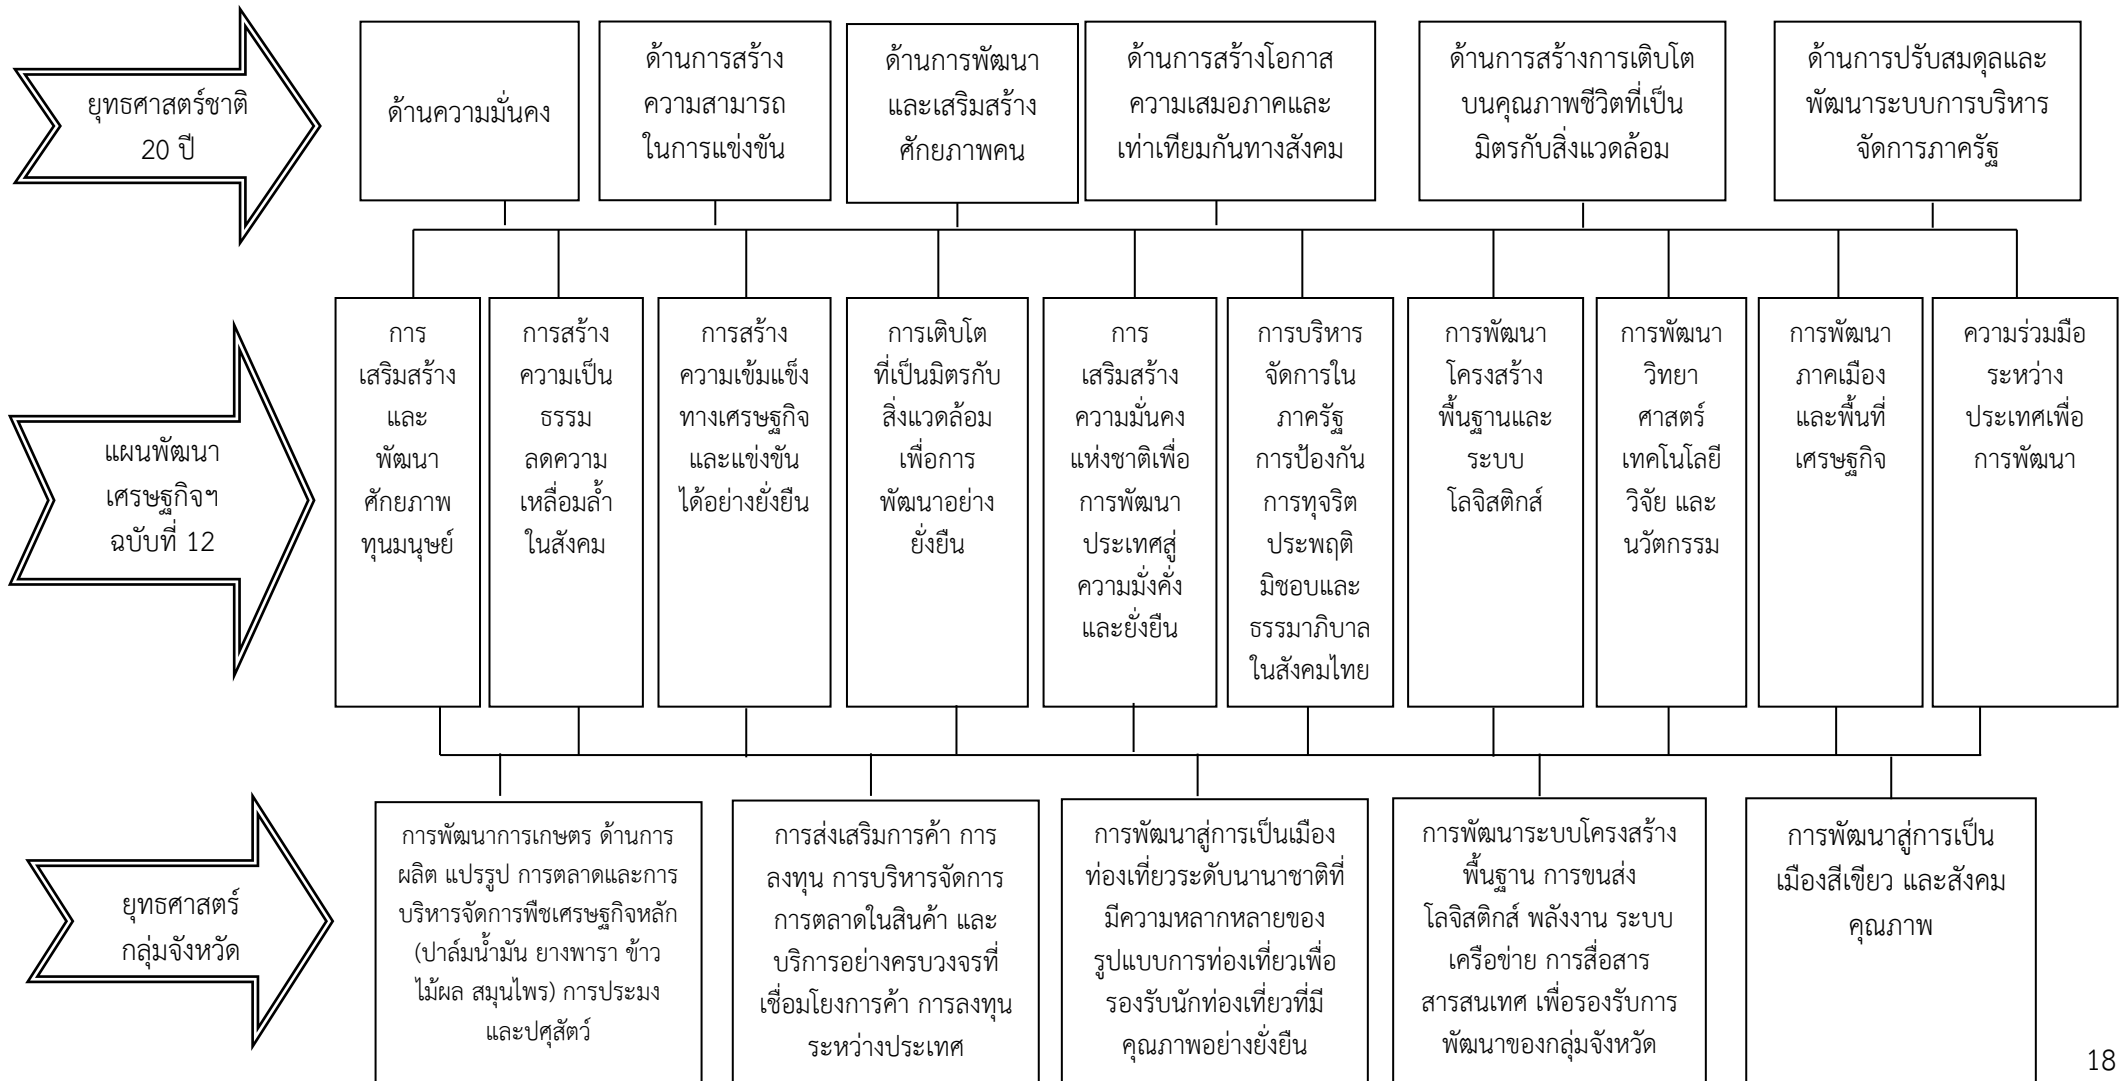 ยุทธศาสตร์ชาติ
20 ปี
ด้านความมั่นคง
ด้านการสร้าง
ความสามารถ
ในการแข่งขัน
ด้านการพัฒนา
และเสริมสร้าง
ศักยภาพคน
ด้านการสร้างโอกาส
ความเสมอภาคและ
เท่าเทียมกันทางสังคม
ด้านการสร้างการเติบโต
บนคุณภาพชีวิตที่เป็น
มิตรกับสิ่งแวดล้อม
ด้านการปรับสมดุลและ
พัฒนาระบบการบริหาร
จัดการภาครัฐ
แผนพัฒนา
เศรษฐกิจฯ
ฉบับที่ 12
การ
เสริมสร้าง
และ
พัฒนา
ศักยภาพ
ทุนมนุษย์
การสร้าง
ความเป็น
ธรรม
ลดความ
เหลื่อมล้ำ
ในสังคม
การสร้าง
ความเข้มแข็ง
ทางเศรษฐกิจ
และแข่งขัน
ได้อย่างยั่งยืน
การเติบโต
ที่เป็นมิตรกับ
สิ่งแวดล้อม
เพื่อการ
พัฒนาอย่าง
ยั่งยืน
การ
เสริมสร้าง
ความมั่นคง
แห่งชาติเพื่อ
การพัฒนา
ประเทศสู่
ความมั่งคั่ง
และยั่งยืน
การบริหาร
จัดการใน
ภาครัฐ
การป้องกัน
การทุจริต
ประพฤติ
มิชอบและ
ธรรมาภิบาล
ในสังคมไทย
การพัฒนา
โครงสร้าง
พื้นฐานและ
ระบบ
โลจิสติกส์
การพัฒนา
วิทยา
ศาสตร์
เทคโนโลยี
วิจัย และ
นวัตกรรม
การพัฒนา
ภาคเมือง
และพื้นที่
เศรษฐกิจ
ความร่วมมือ
ระหว่าง
ประเทศเพื่อ
การพัฒนา
ยุทธศาสตร์
กลุ่มจังหวัด
การพัฒนาการเกษตร ด้านการ
ผลิต แปรรูป การตลาดและการ
บริหารจัดการพืชเศรษฐกิจหลัก
(ปาล์มน้ำมัน ยางพารา ข้าว
ไม้ผล สมุนไพร) การประมง
และปศุสัตว์
การส่งเสริมการค้า การ
ลงทุน การบริหารจัดการ
การตลาดในสินค้า และ
บริการอย่างครบวงจรที่
เชื่อมโยงการค้า การลงทุน
ระหว่างประเทศ
การพัฒนาสู่การเป็นเมือง
ท่องเที่ยวระดับนานาชาติที่
มีความหลากหลายของ
รูปแบบการท่องเที่ยวเพื่อ
รองรับนักท่องเที่ยวที่มี
คุณภาพอย่างยั่งยืน
การพัฒนาระบบโครงสร้าง
พื้นฐาน การขนส่ง
โลจิสติกส์ พลังงาน ระบบ
เครือข่าย การสื่อสาร
สารสนเทศ เพื่อรองรับการ
พัฒนาของกลุ่มจังหวัด
การพัฒนาสู่การเป็น
เมืองสีเขียว และสังคม
คุณภาพ
18